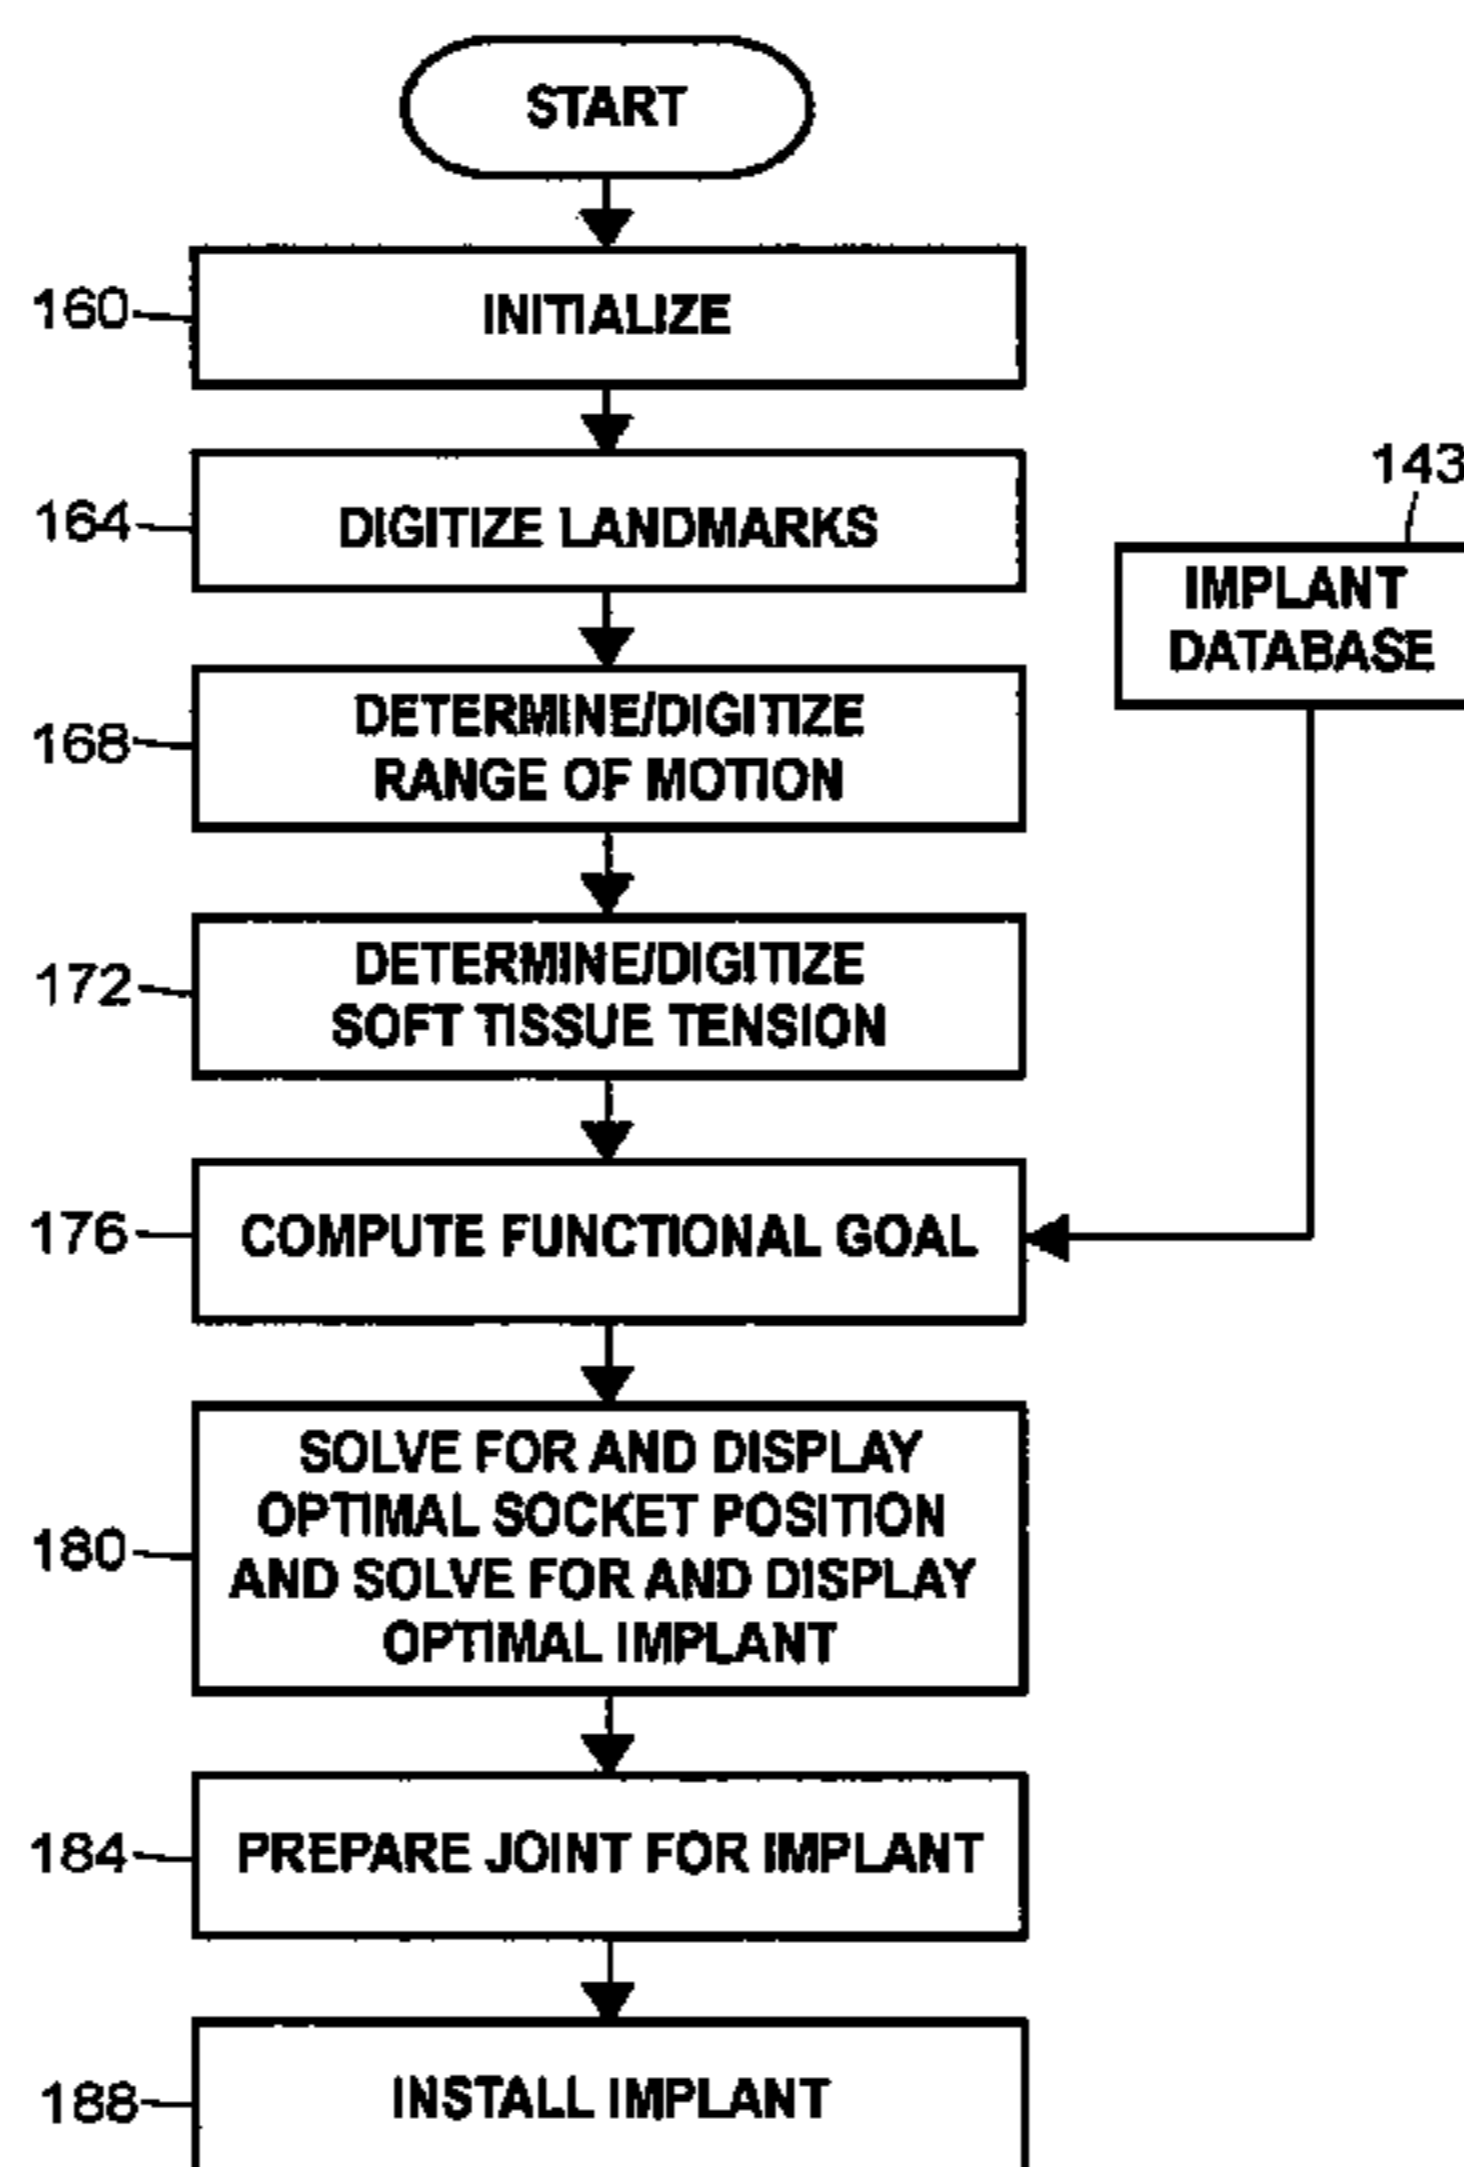 START
160
INITIALIZE
164
DIGITIZE LANDMARKS
143
IMPLANT
DATABASE
168
DETERMINE/DIGITIZE
RANGE OF MOTION
172
DETERMINE/DIGITIZE
SOFT TISSUE TENSION
176
COMPUTE FUNCTIONAL GOAL
180
SOLVE FOR AND DISPLAY
OPTIMAL SOCKET POSITION
AND SOLVE FOR AND DISPLAY
OPTIMAL IMPLANT
184
PREPARE JOINT FOR IMPLANT
188
INSTALL IMPLANT